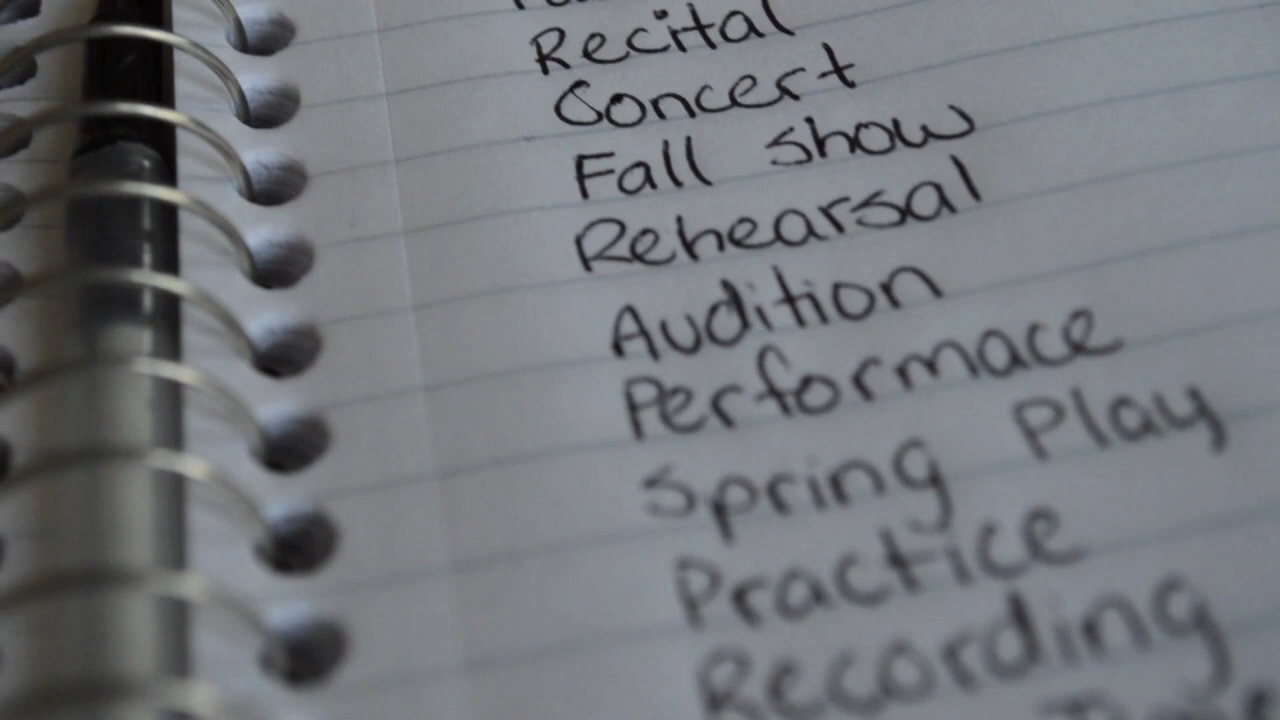 Recital
Concert
Fall show
Rehearsal
Audition
Performace
Spring Play
Practice
Recording